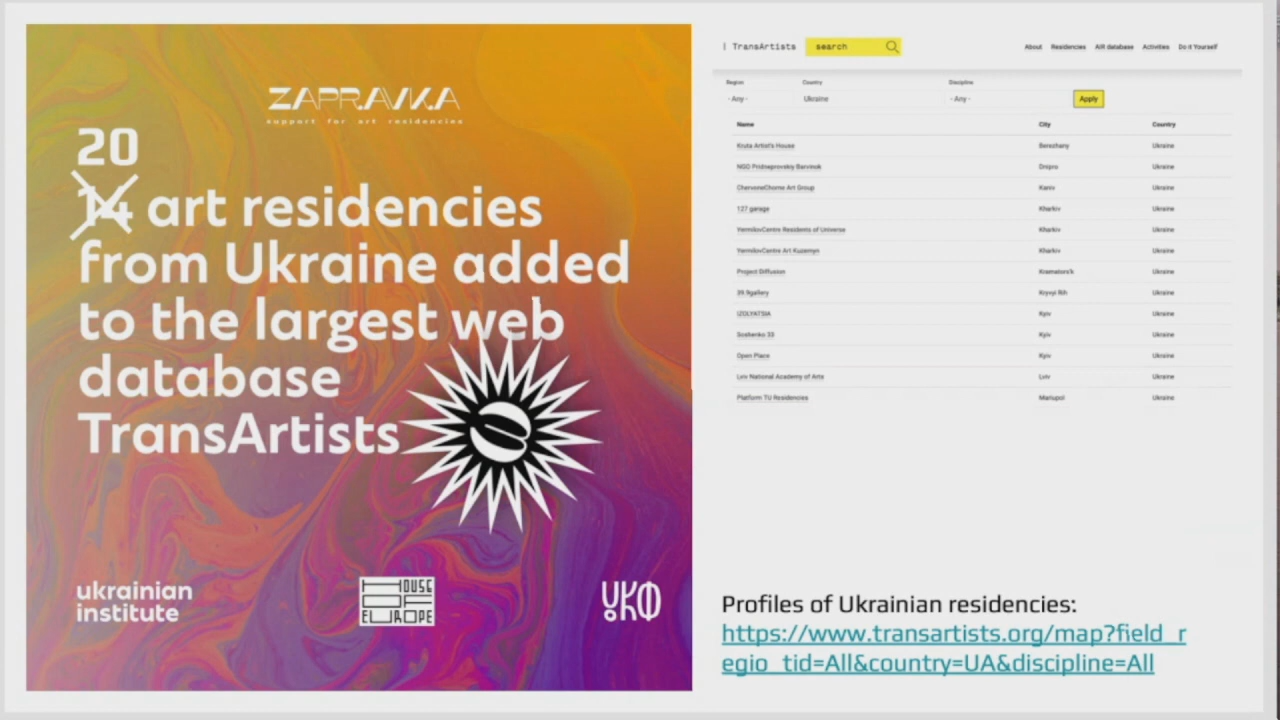 ZAPRAVKA
support for art residencies
20
14 art residencies
from Ukraine added
to the largest web
database
TransArtists
ukrainian
institute
HOUSE
OF
EUROPE
УКФ
| TransArtists
search
About Residencies AiR database Activities Do it Yourself
Region Country Discipline
- Any - Ukraine - Any - Apply
Name City Country
Kruta Artist's House Berezhany Ukraine
NGO Pridneprovskiy Barvinok Dnipro Ukraine
ChervoneChorne Art Group Kaniv Ukraine
127 garage Kharkiv Ukraine
YermilovCentre Residents of Universe Kharkiv Ukraine
YermilovCentre Art Kuzemyn Kharkiv Ukraine
Project Diffusion Kramators'k Ukraine
39.9gallery Kryvyi Rih Ukraine
IZOLYATSIA Kyiv Ukraine
Soshenko 33 Kyiv Ukraine
Open Place Kyiv Ukraine
Lviv National Academy of Arts Lviv Ukraine
Platform TU Residencies Mariupol Ukraine
Profiles of Ukrainian residencies:
https://www.transartists.org/map?field_r
egio_tid=All&country=UA&discipline=All